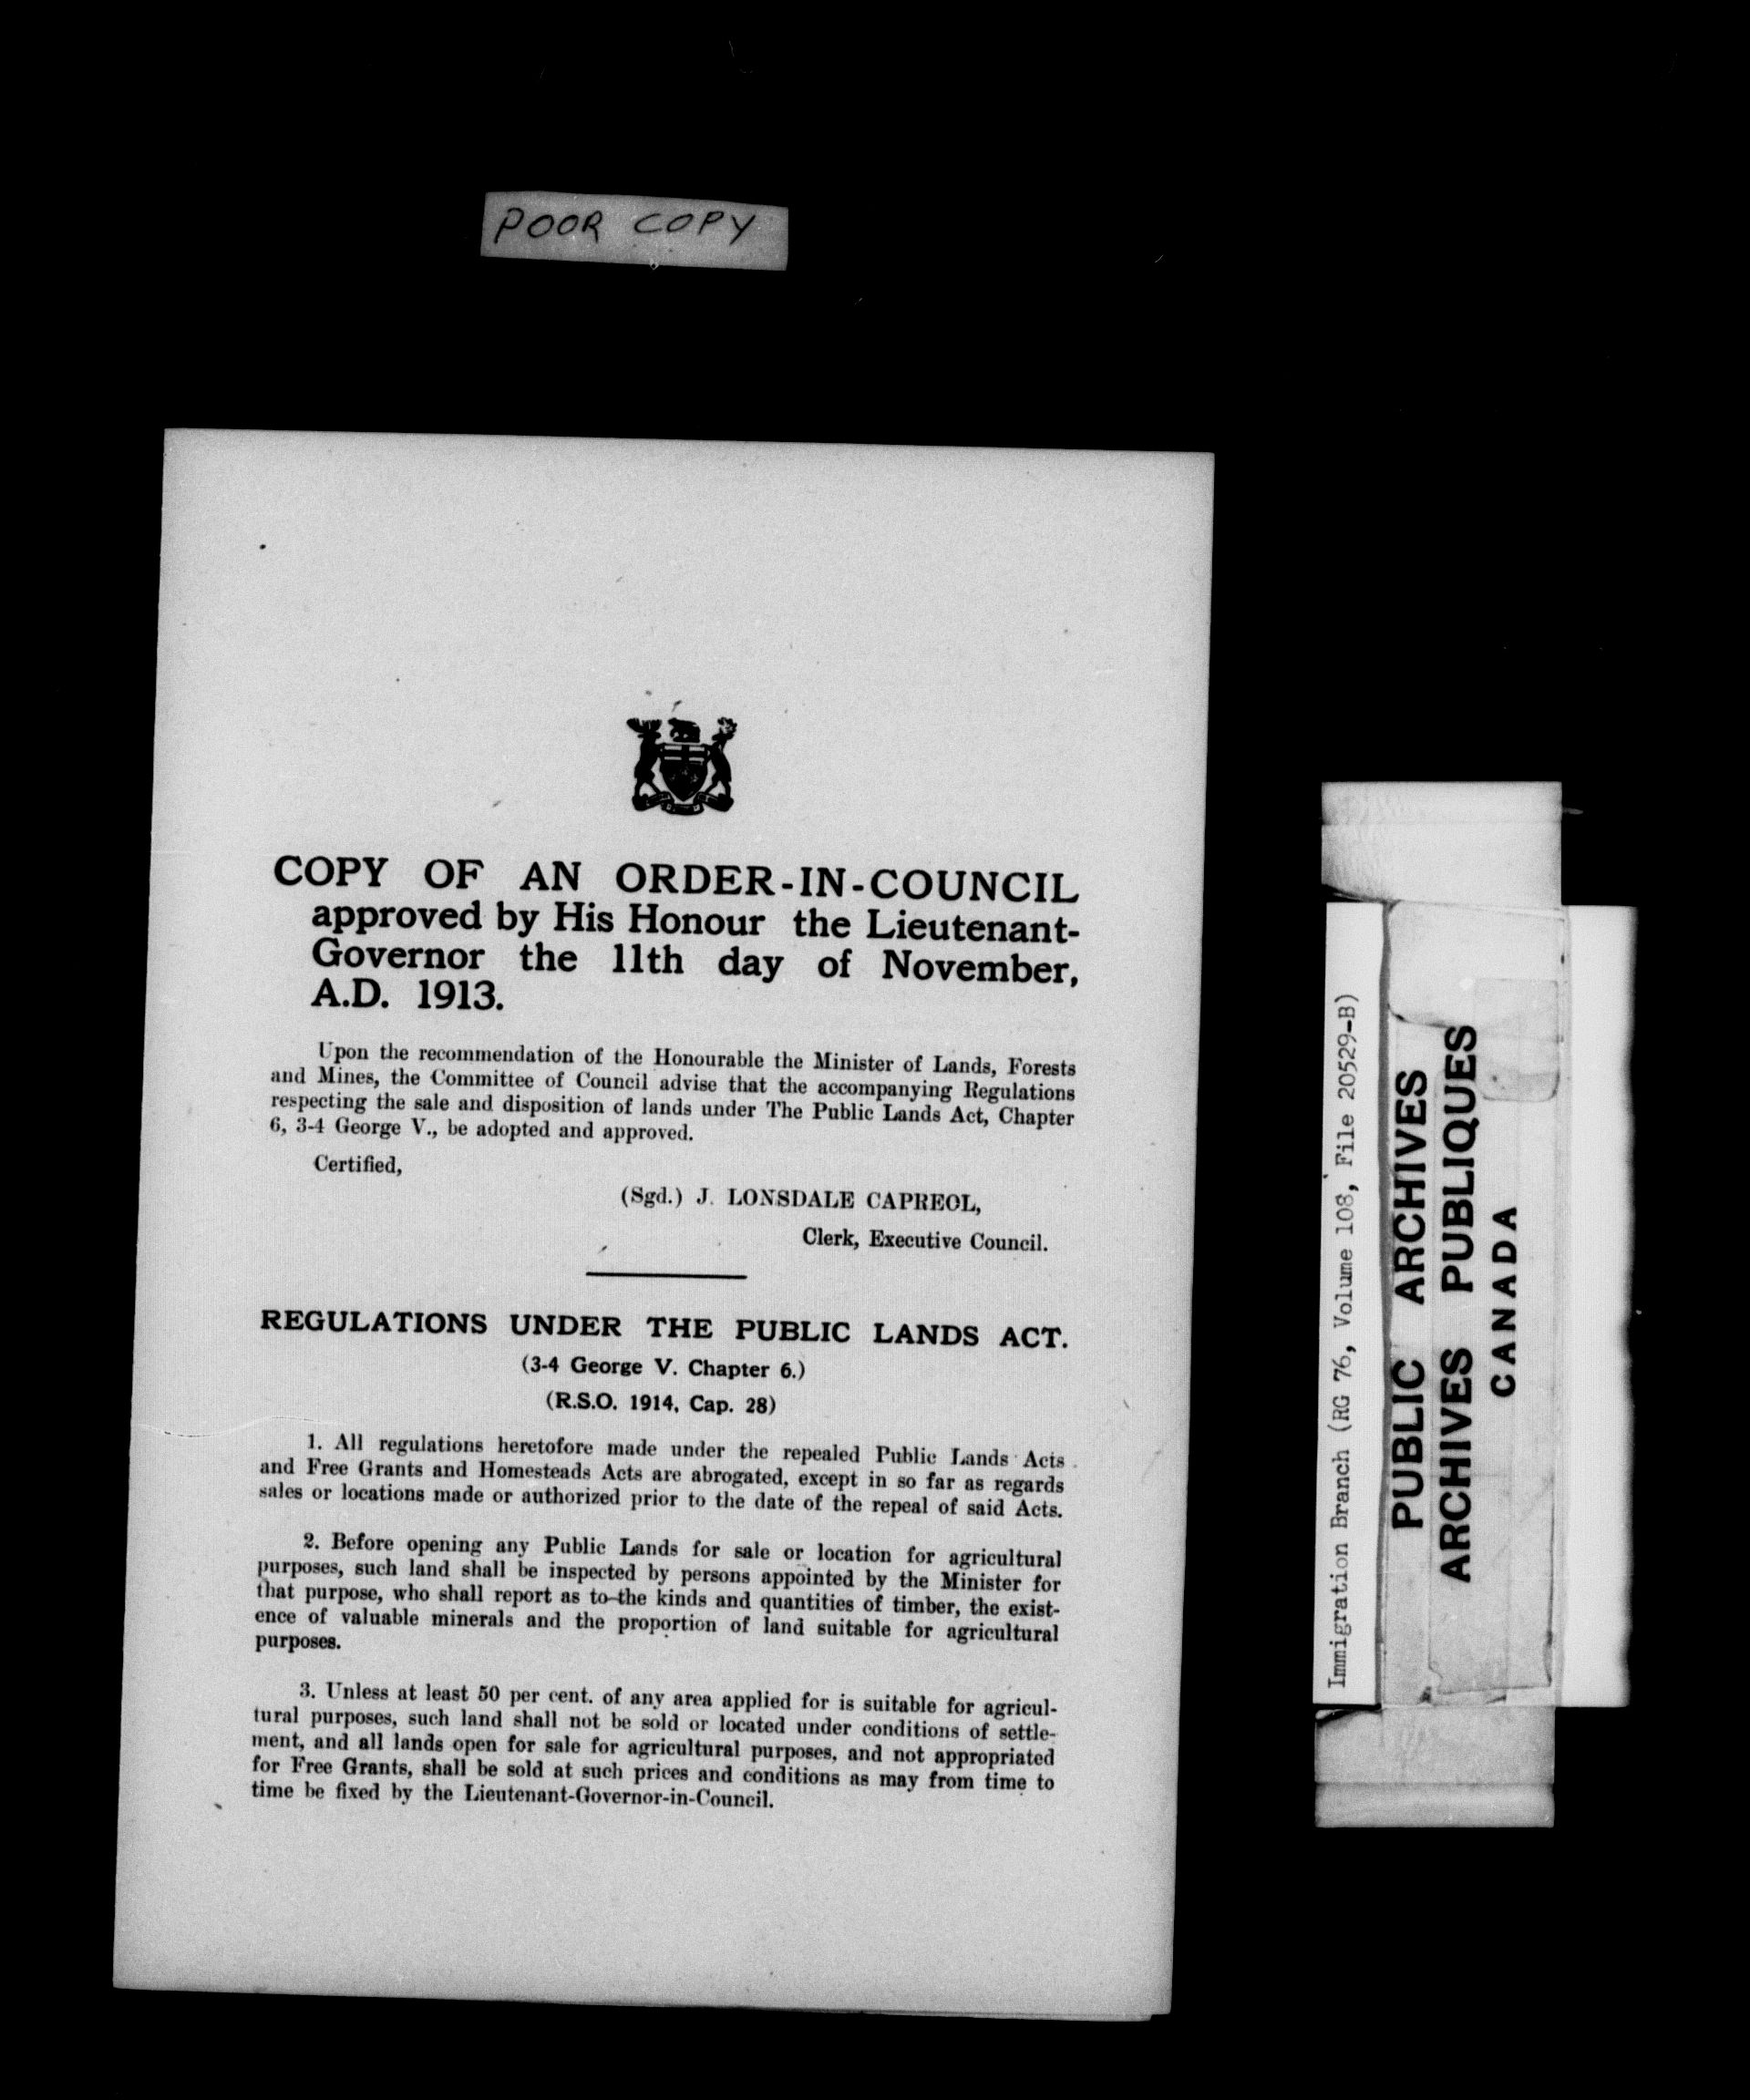 POOR COPY
COPY OF AN ORDER-IN-COUNCIL
approved by His Honour the Lieutenant-
Governor the 11th day of November,
A.D. 1913.
Upon the recommendation of the Honourable the Minister of Lands, Forests
and Mines, the Committee of Council advise that the accompanying Regulations
respecting the sale and disposition of lands under The Public Lands Act, Chapter
6, 3-4 George V., be adopted and approved.
Certified,
(Sgd.) J. LONSDALE CAPREOL,
Clerk, Executive Council.
REGULATIONS UNDER THE PUBLIC LANDS ACT.
(3-4 George V. Chapter 6.)
(R.S.O. 1914, Cap. 28)
1. All regulations heretofore made under the repealed Public Lands Acts
and Free Grants and Homesteads Acts are abrogated, except in so far as regards
sales or locations made or authorized prior to the date of the repeal of said Acts.
2. Before opening any Public Lands for sale or location for agricultural
purposes, such land shall be inspected by persons appointed by the Minister for
that purpose, who shall report as to the kinds and quantities of timber, the exist-
ence of valuable minerals and the proportion of land suitable for agricultural
purposes.
3. Unless at least 50 per cent. of any area applied for is suitable for agricul-
tural purposes, such land shall not be sold or located under conditions of settle-
ment, and all lands open for sale for agricultural purposes, and not appropriated
for Free Grants, shall be sold at such prices and conditions as may from time to
time be fixed by the Lieutenant-Governor-in-Council.
Immigration Branch (RG 76, Volume 108, File 20529-B)
PUBLIC ARCHIVES
ARCHIVES PUBLIQUES
CANADA